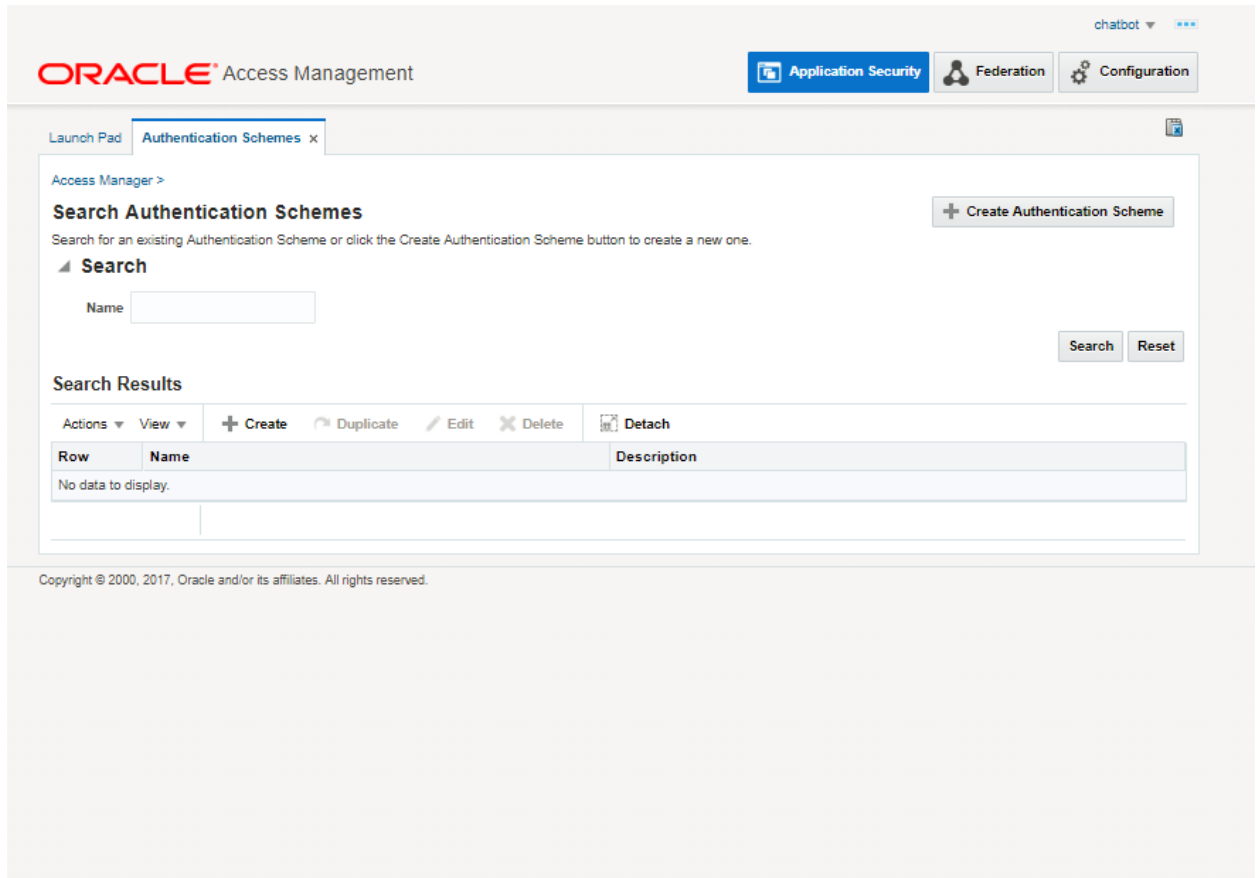 chatbot
ORACLE® Access Management
Application Security Federation Configuration
Launch Pad Authentication Schemes x
Access Manager >
Search Authentication Schemes
Create Authentication Scheme
Search for an existing Authentication Scheme or click the Create Authentication Scheme button to create a new one.
Search
Name
Search Reset
Search Results
Actions View Create Duplicate Edit Delete Detach
Row Name Description
No data to display.
Copyright © 2000, 2017, Oracle and/or its affiliates. All rights reserved.